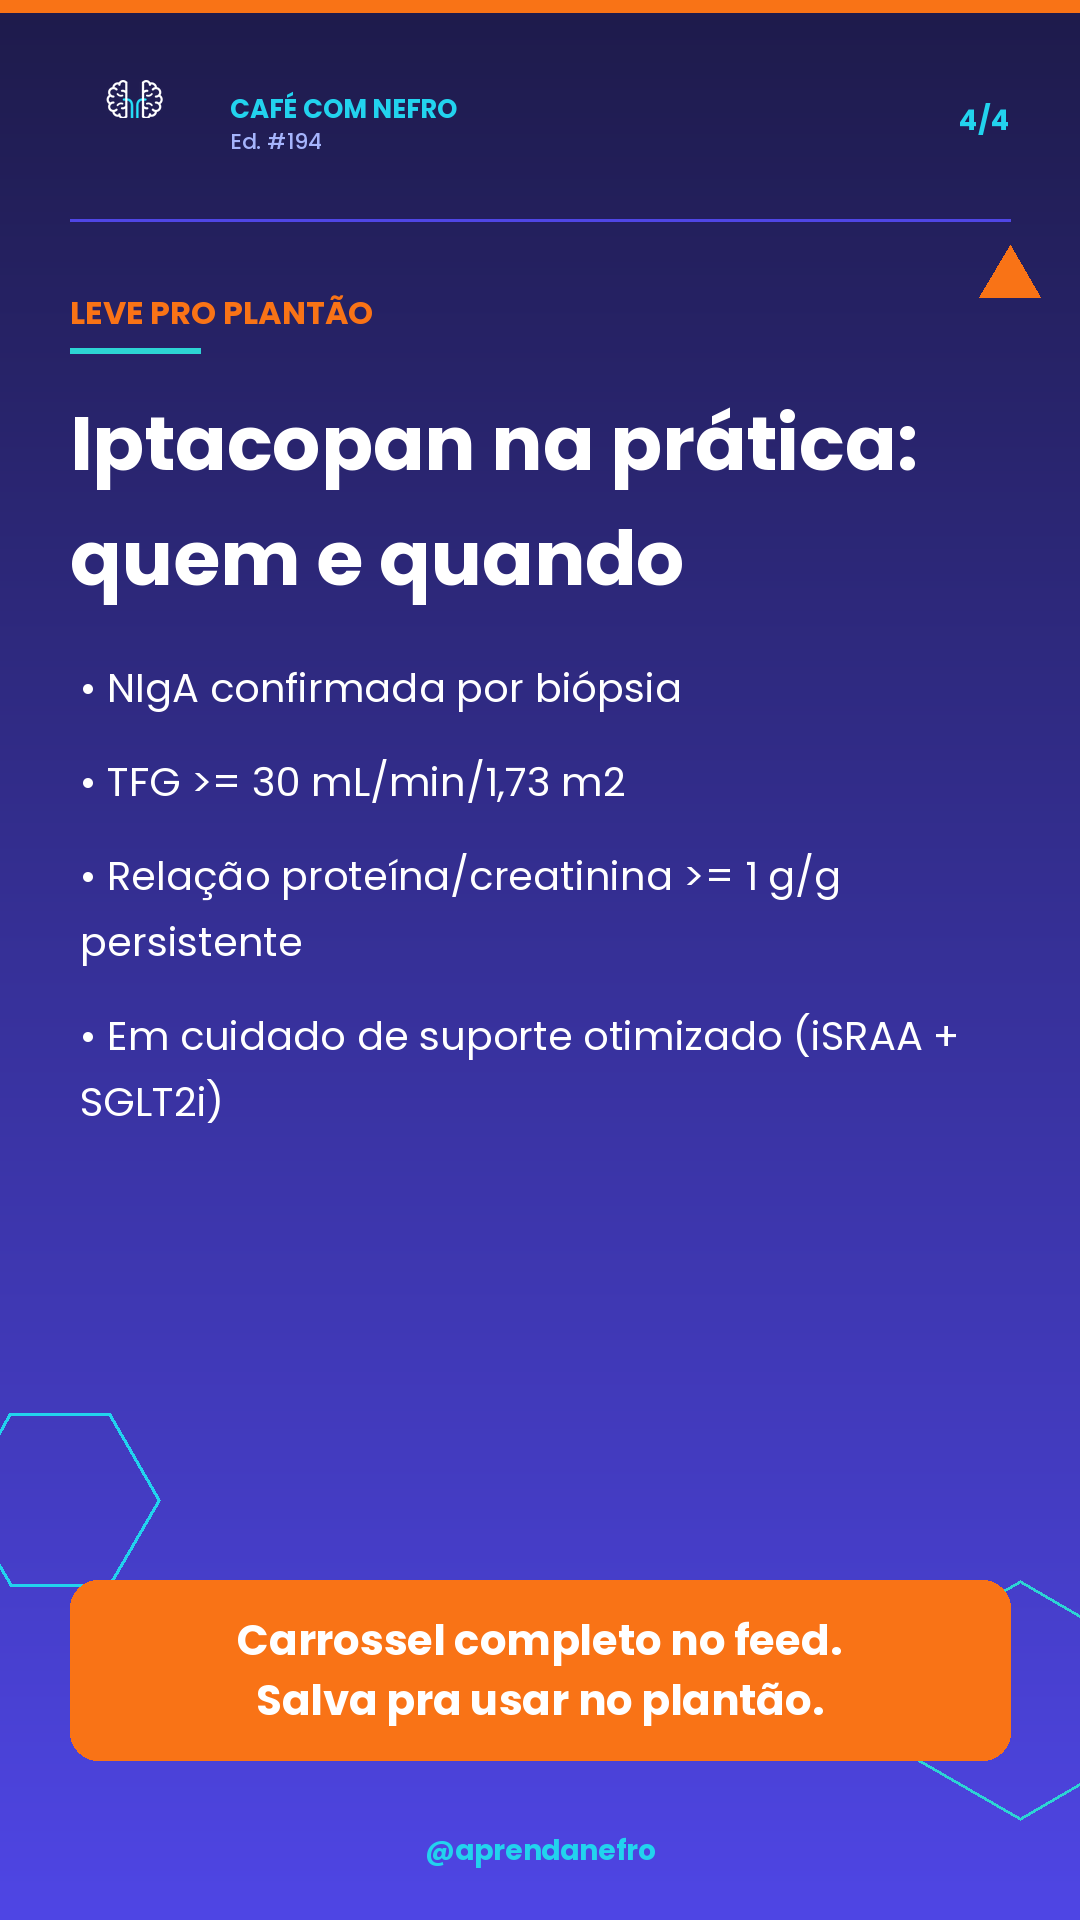 CAFÉ COM NEFRO
Ed. #194
4/4
LEVE PRO PLANTÃO
Iptacopan na prática:
quem e quando
• NIgA confirmada por biópsia
• TFG >= 30 mL/min/1,73 m2
• Relação proteína/creatinina >= 1 g/g
persistente
• Em cuidado de suporte otimizado (iSRAA +
SGLT2i)
Carrossel completo no feed.
Salva pra usar no plantão.
@aprendanefro